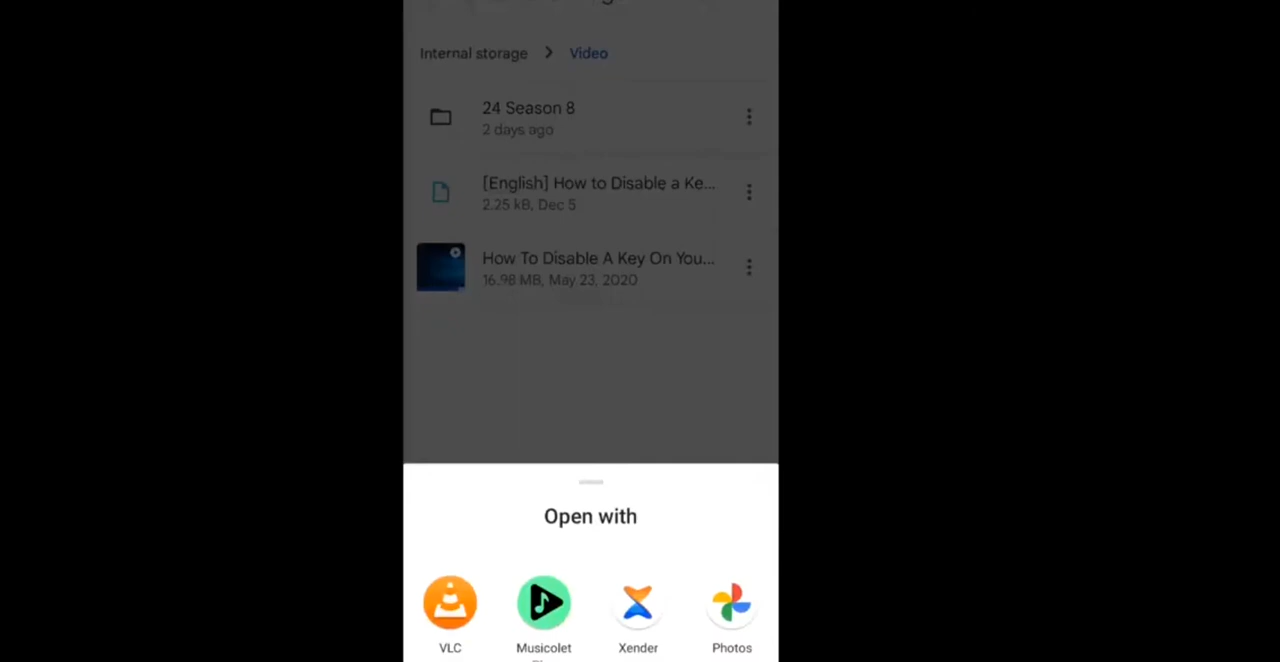 Internal storage > Video
24 Season 8
2 days ago
[English] How to Disable a Ke...
2.25 kB, Dec 5
How To Disable A Key On You...
16.98 MB, May 23, 2020
Open with
VLC
Musicolet
Xender
Photos